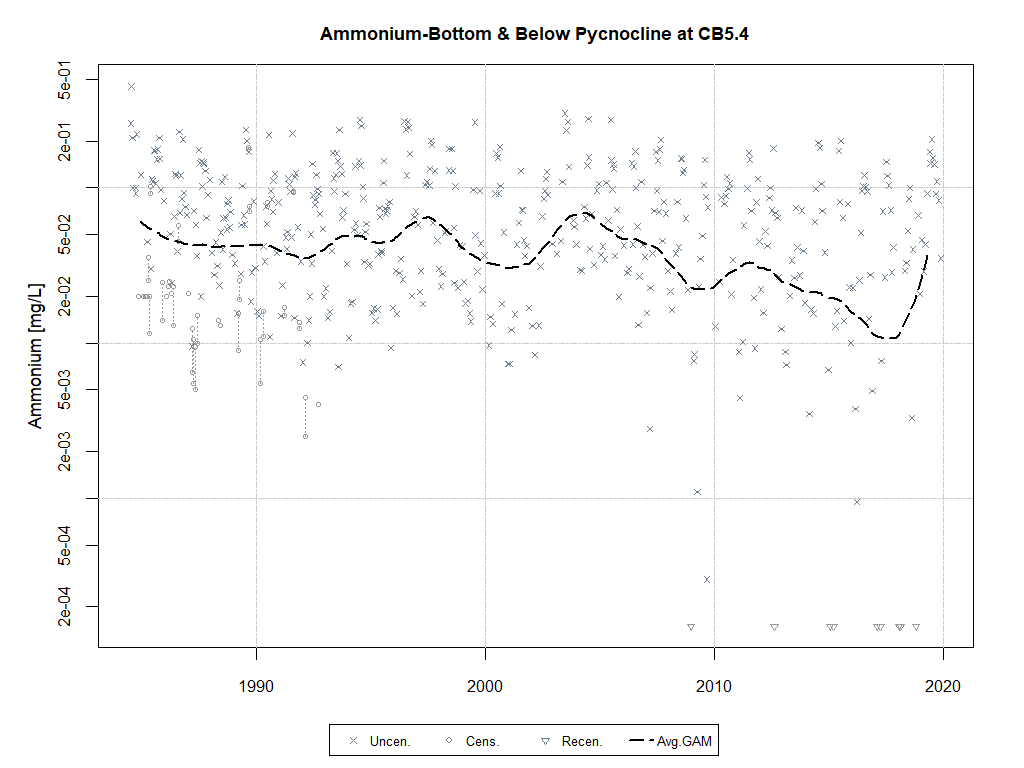 Ammonium-Bottom & Below Pycnocline at CB5.4
Ammonium [mg/L]
5e-01
2e-01
5e-02
2e-02
5e-03
2e-03
5e-04
2e-04
1990 2000 2010 2020
Uncen. Cens. Recen. Avg.GAM